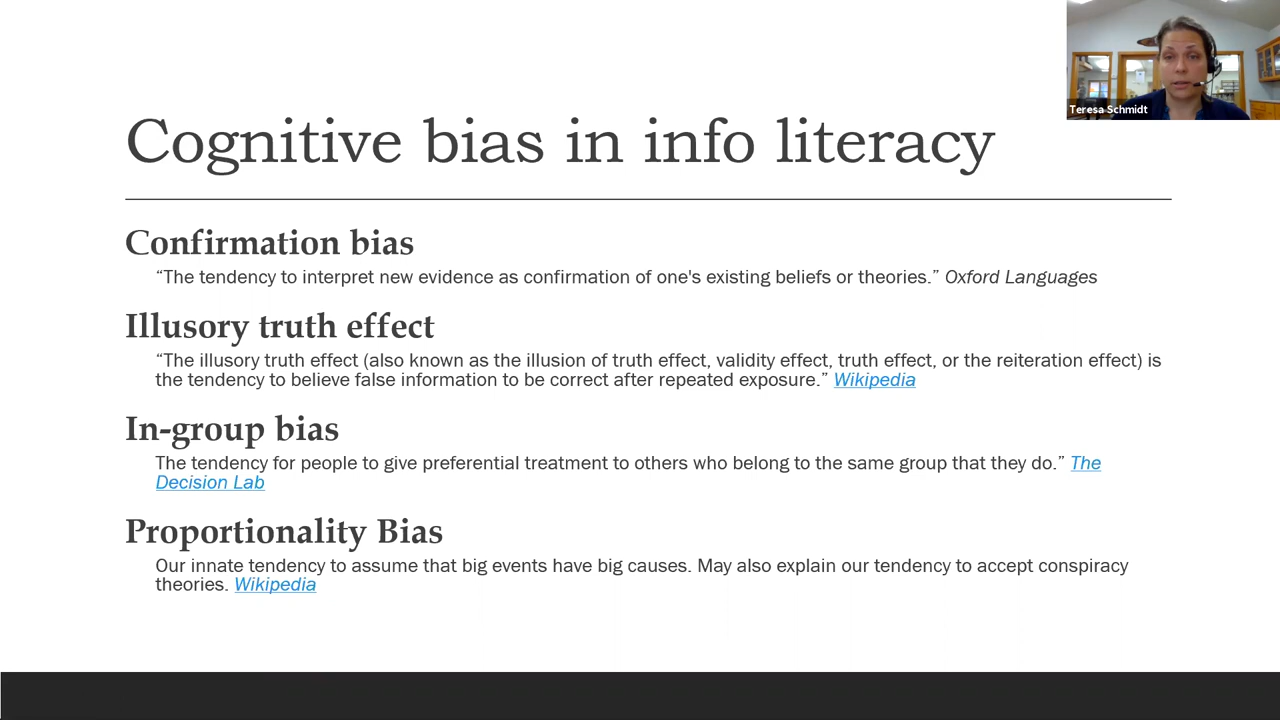 Teresa Schmidt
Cognitive bias in info literacy
Confirmation bias
“The tendency to interpret new evidence as confirmation of one's existing beliefs or theories.” Oxford Languages
Illusory truth effect
“The illusory truth effect (also known as the illusion of truth effect, validity effect, truth effect, or the reiteration effect) is
the tendency to believe false information to be correct after repeated exposure.” Wikipedia
In-group bias
The tendency for people to give preferential treatment to others who belong to the same group that they do.” The
Decision Lab
Proportionality Bias
Our innate tendency to assume that big events have big causes. May also explain our tendency to accept conspiracy
theories. Wikipedia